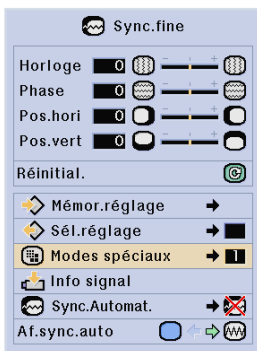 Sync.fine
Horloge 0 - +
Phase 0 - +
Pos.hori 0 - +
Pos.vert 0 - +
Réinitial.
Mémor.réglage
Sél.réglage
Modes spéciaux 1
Info signal
Sync.Automat.
Af.sync.auto